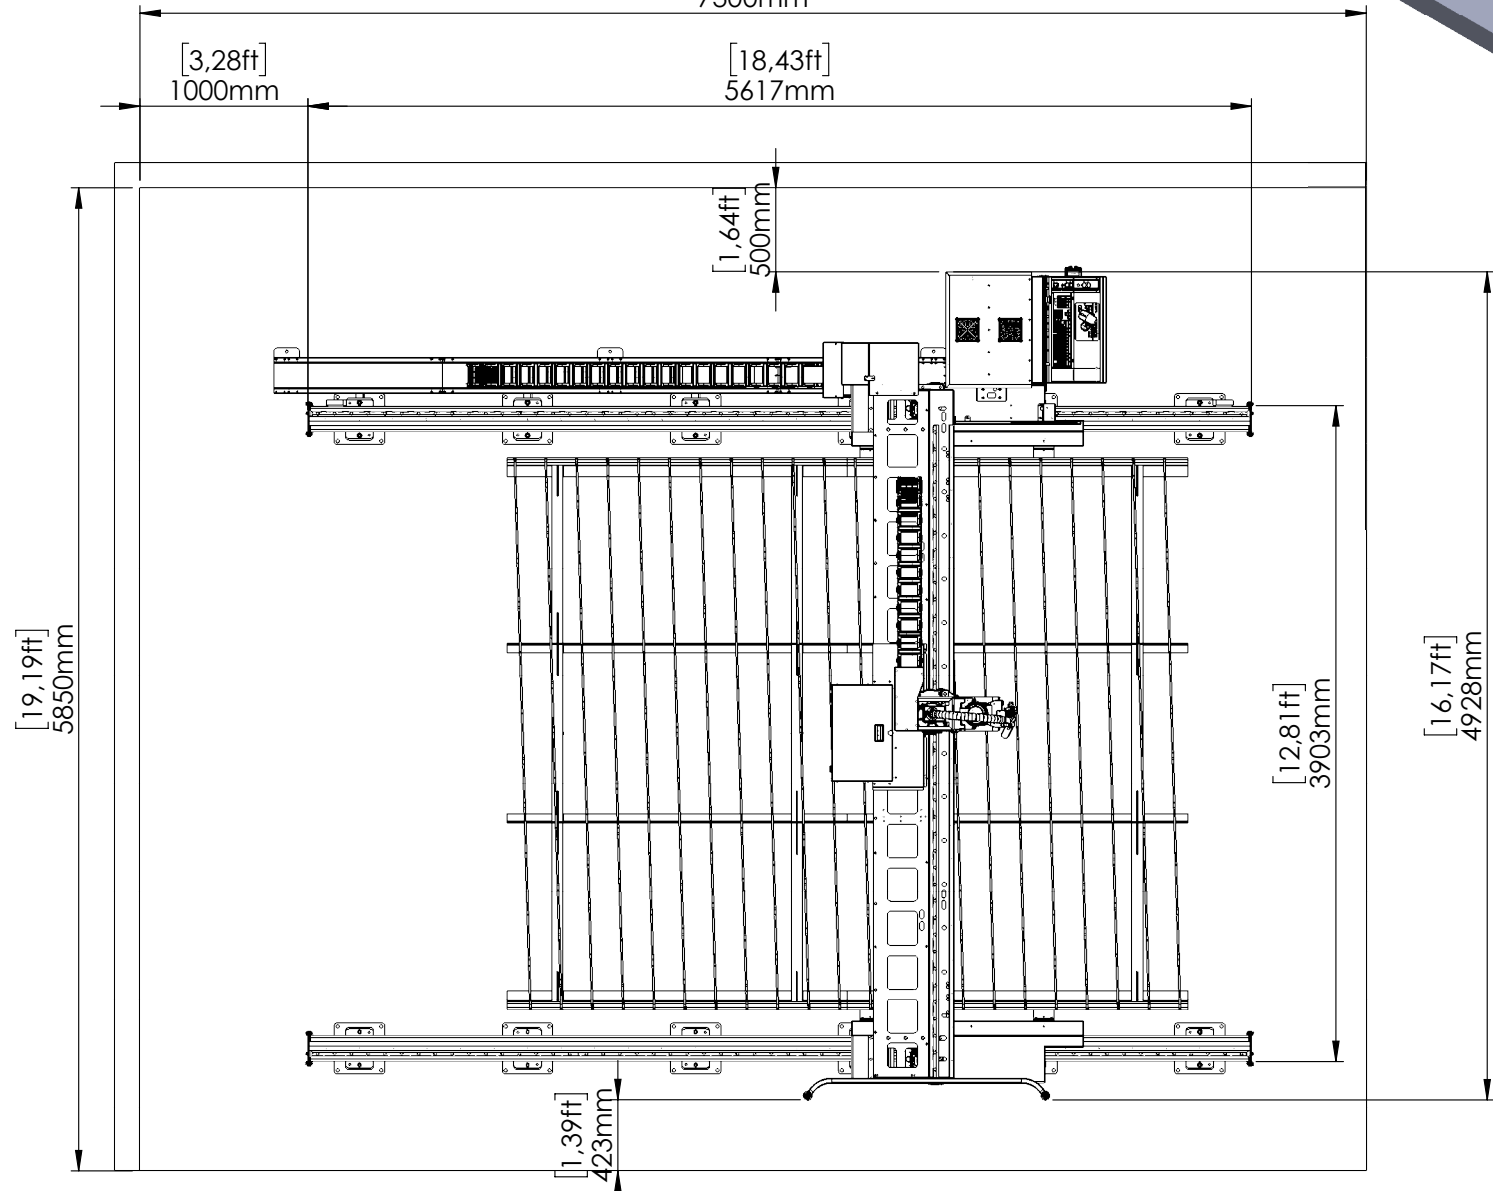 [3,28ft]
1000mm
[18,43ft]
5617mm
[1,64ft]
500mm
[19,19ft]
5850mm
[12,81ft]
3903mm
[16,17ft]
4928mm
[1,39ft]
423mm